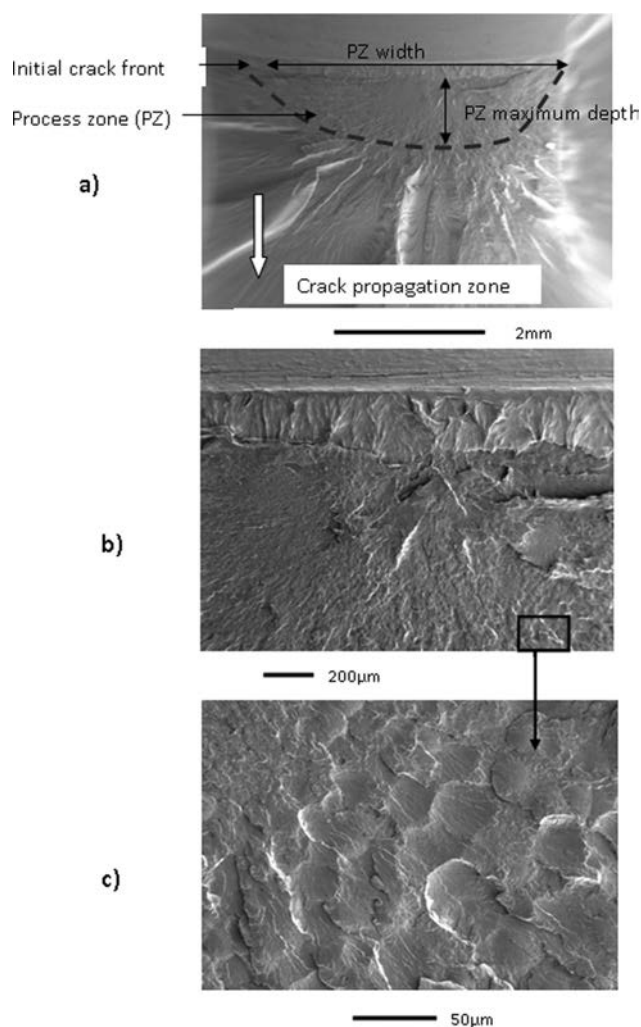 PZ width
Initial crack front
Process zone (PZ)
PZ maximum depth
a)
Crack propagation zone
2mm
b)
200µm
c)
50µm